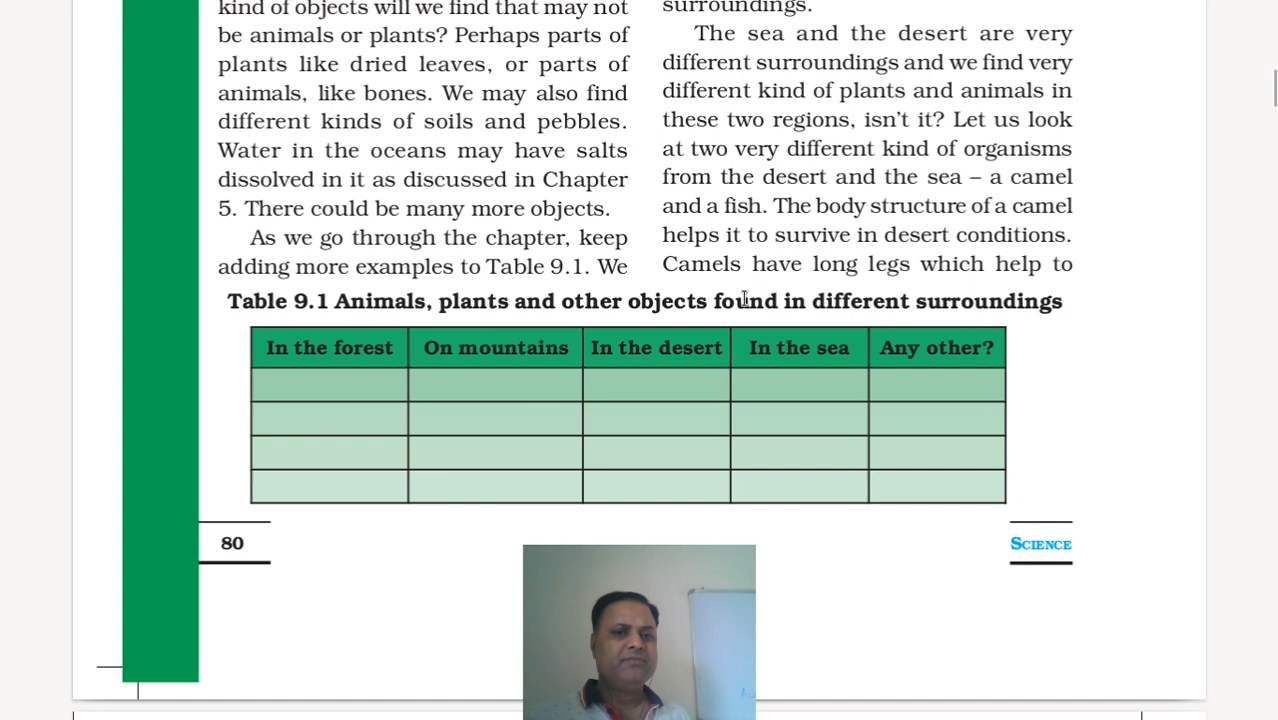 kind of objects will we find that may not
be animals or plants? Perhaps parts of
plants like dried leaves, or parts of
animals, like bones. We may also find
different kinds of soils and pebbles.
Water in the oceans may have salts
dissolved in it as discussed in Chapter
5. There could be many more objects.
As we go through the chapter, keep
adding more examples to Table 9.1. We
surroundings.
The sea and the desert are very
different surroundings and we find very
different kind of plants and animals in
these two regions, isn't it? Let us look
at two very different kind of organisms
from the desert and the sea – a camel
and a fish. The body structure of a camel
helps it to survive in desert conditions.
Camels have long legs which help to
Table 9.1 Animals, plants and other objects found in different surroundings
In the forest On mountains In the desert In the sea Any other?
80
SCIENCE